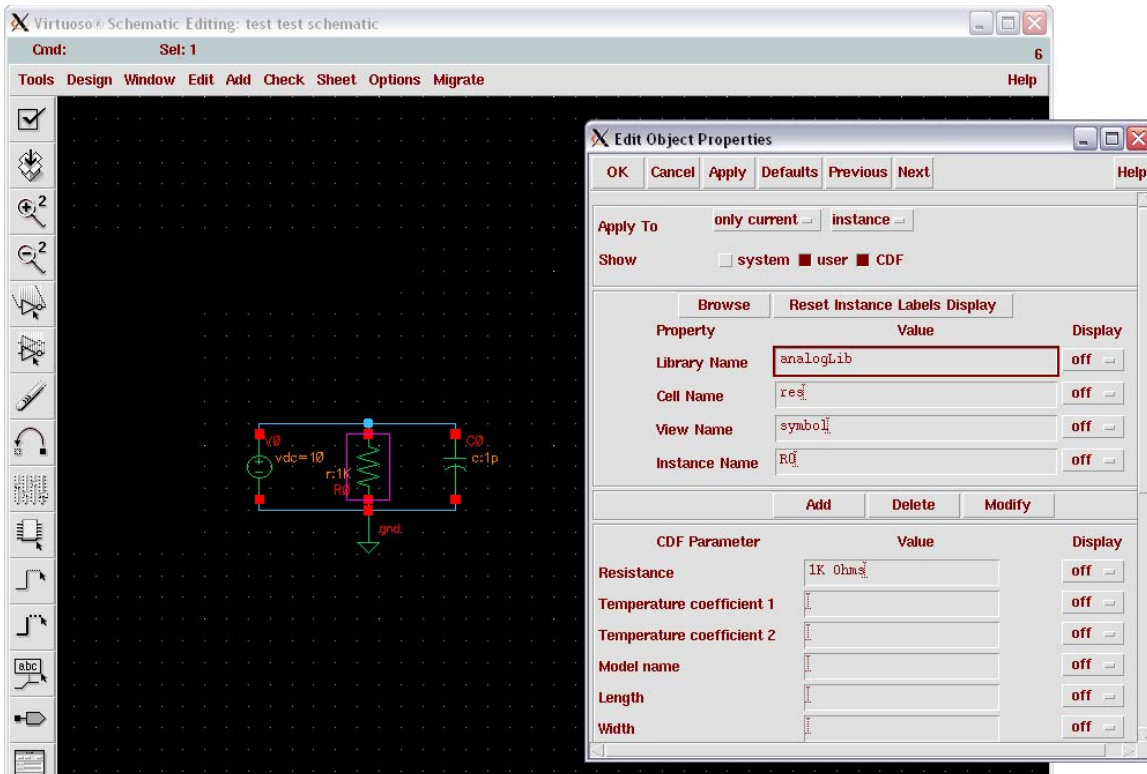 Virtuoso® Schematic Editing: test test schematic
Cmd: Sel: 1 6
Tools Design Window Edit Add Check Sheet Options Migrate Help
2
2
abc
V0
vdc=10
r:1K
R0
C0
c:1p
gnd
Edit Object Properties
OK Cancel Apply Defaults Previous Next Help
Apply To only current instance
Show system user CDF
Browse Reset Instance Labels Display
Property Value Display
Library Name analogLib off
Cell Name res off
View Name symbol off
Instance Name R0 off
Add Delete Modify
CDF Parameter Value Display
Resistance 1K Ohms off
Temperature coefficient 1 off
Temperature coefficient 2 off
Model name off
Length off
Width off